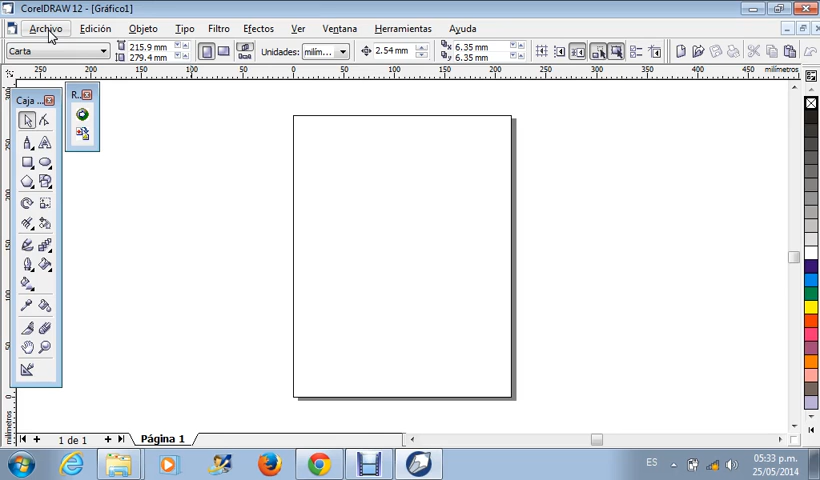 CorelDRAW 12 - [Gráfico1]
Archivo Edición Objeto Tipo Filtro Efectos Ver Ventana Herramientas Ayuda
Carta 215.9 mm 279.4 mm Unidades: milím... 2.54 mm 6.35 mm 6.35 mm
250 200 150 100 50 0 50 100 150 200 250 300 350 400 450 milímetros
Caja ... R..
milímetros
1 de 1 Página 1
ES 05:33 p.m.
25/05/2014